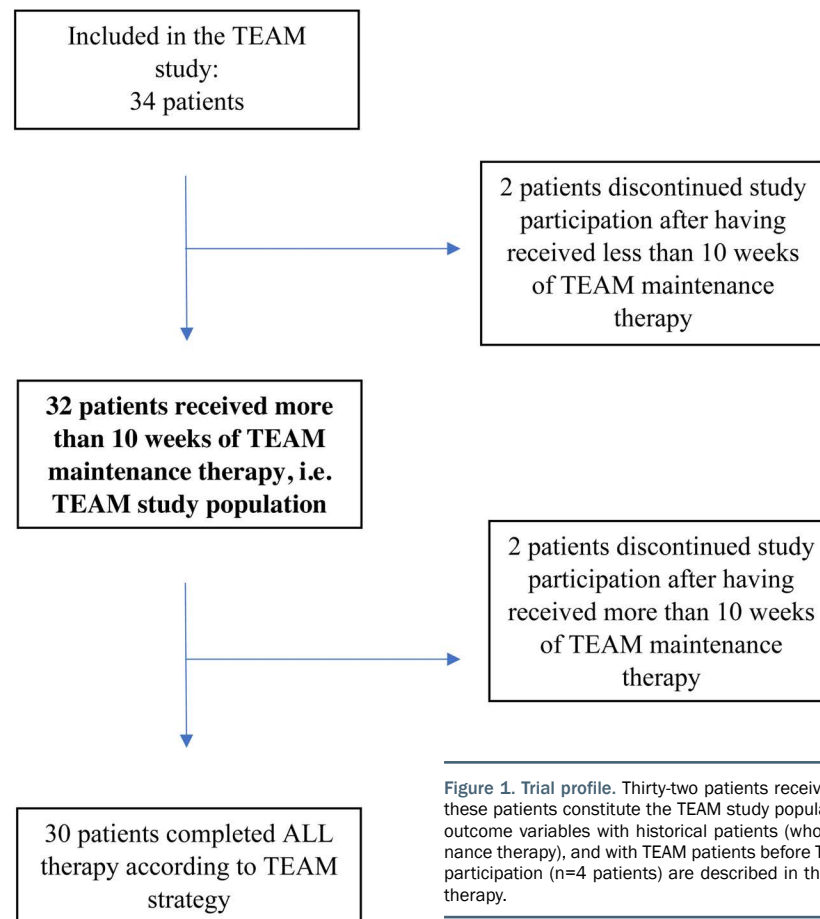 Included in the TEAM
study:
34 patients
2 patients discontinued study
participation after having
received less than 10 weeks
of TEAM maintenance
therapy
32 patients received more
than 10 weeks of TEAM
maintenance therapy, i.e.
TEAM study population
2 patients discontinued study
participation after having
received more than 10 weeks
of TEAM maintenance
therapy
30 patients completed ALL
therapy according to TEAM
strategy
Figure 1. Trial profile. Thirty-two patients receiv
these patients constitute the TEAM study popula
outcome variables with historical patients (who
nance therapy), and with TEAM patients before T
participation (n=4 patients) are described in th
therapy.